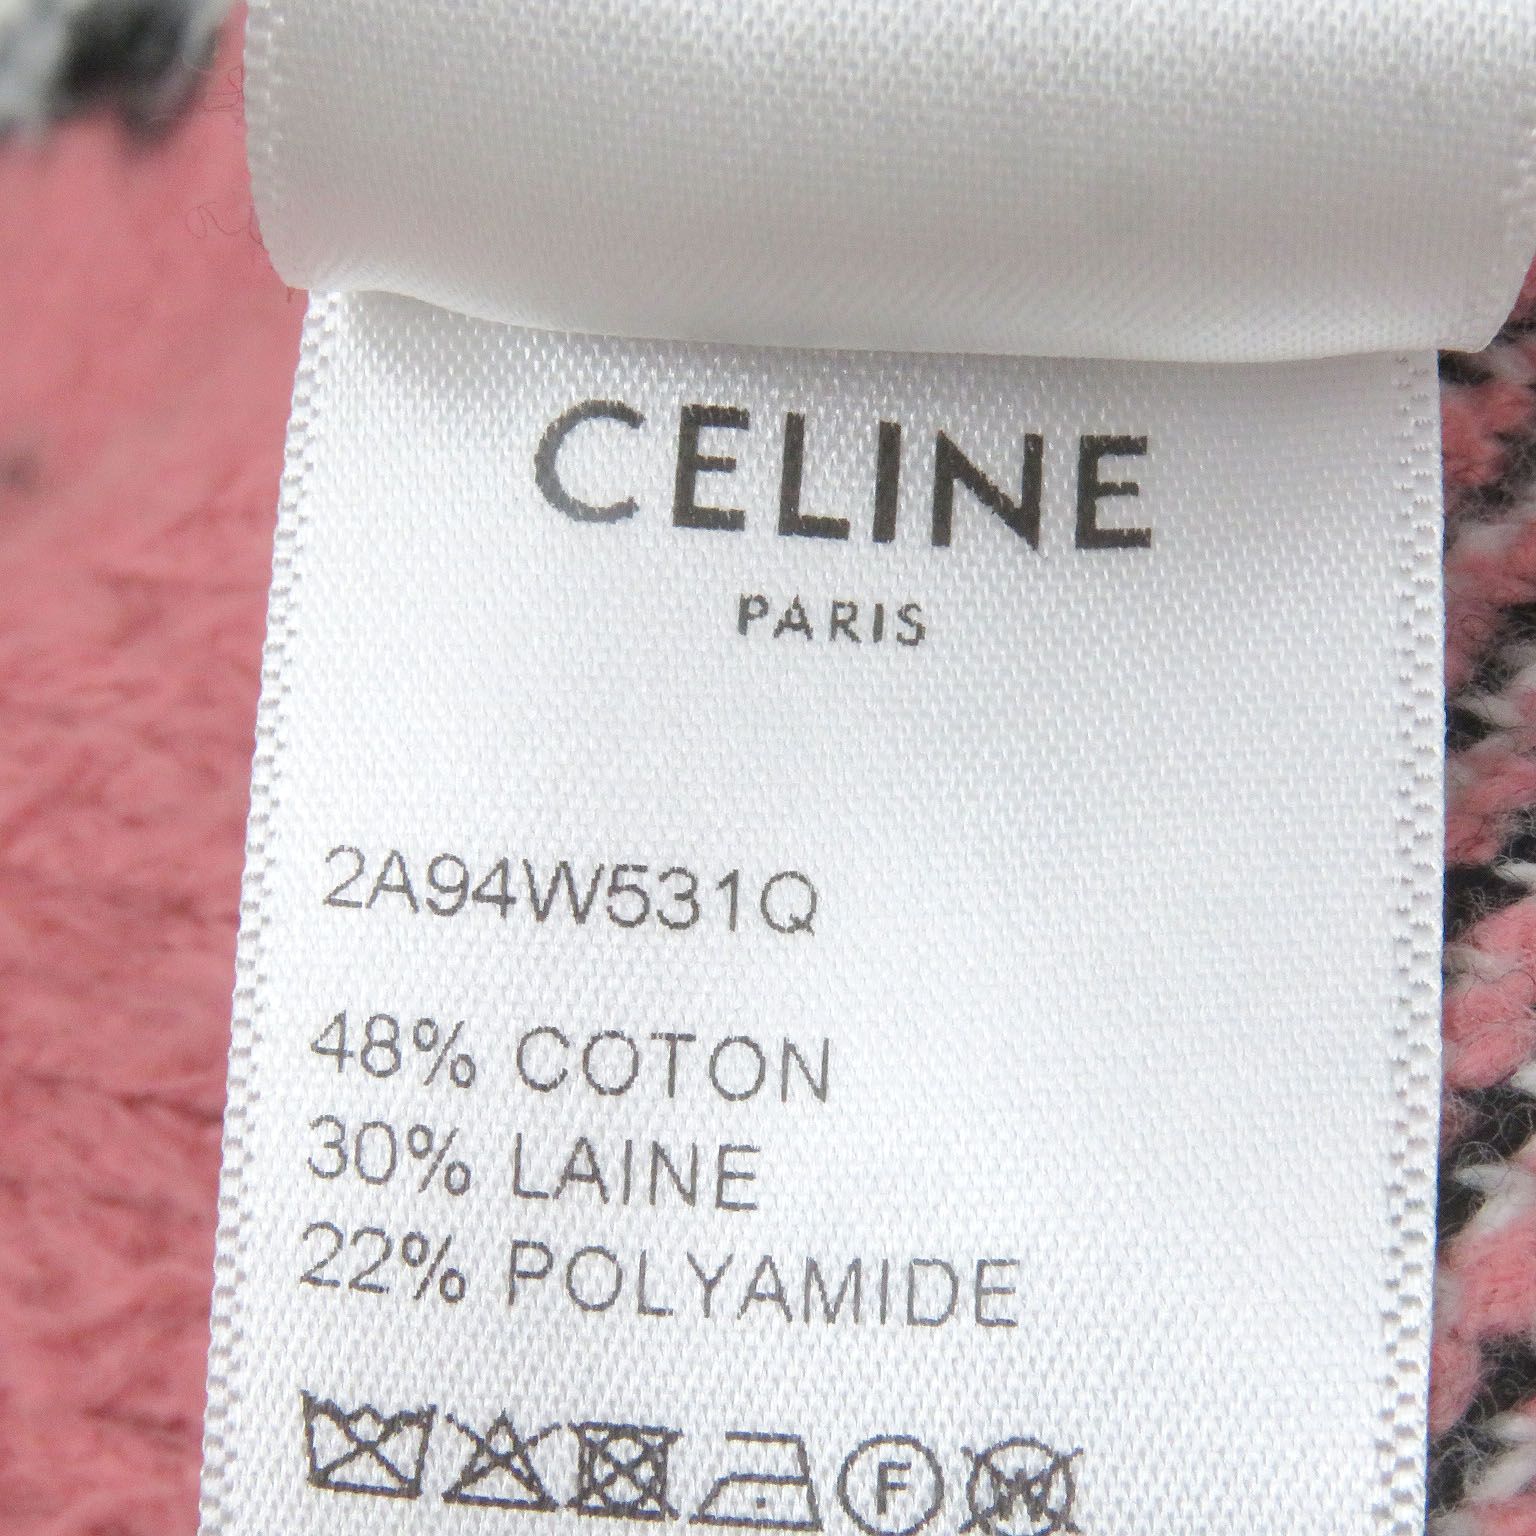 CELINE
PARIS
2A94W531Q
48% COTON
30% LAINE
22% POLYAMIDE
F
W